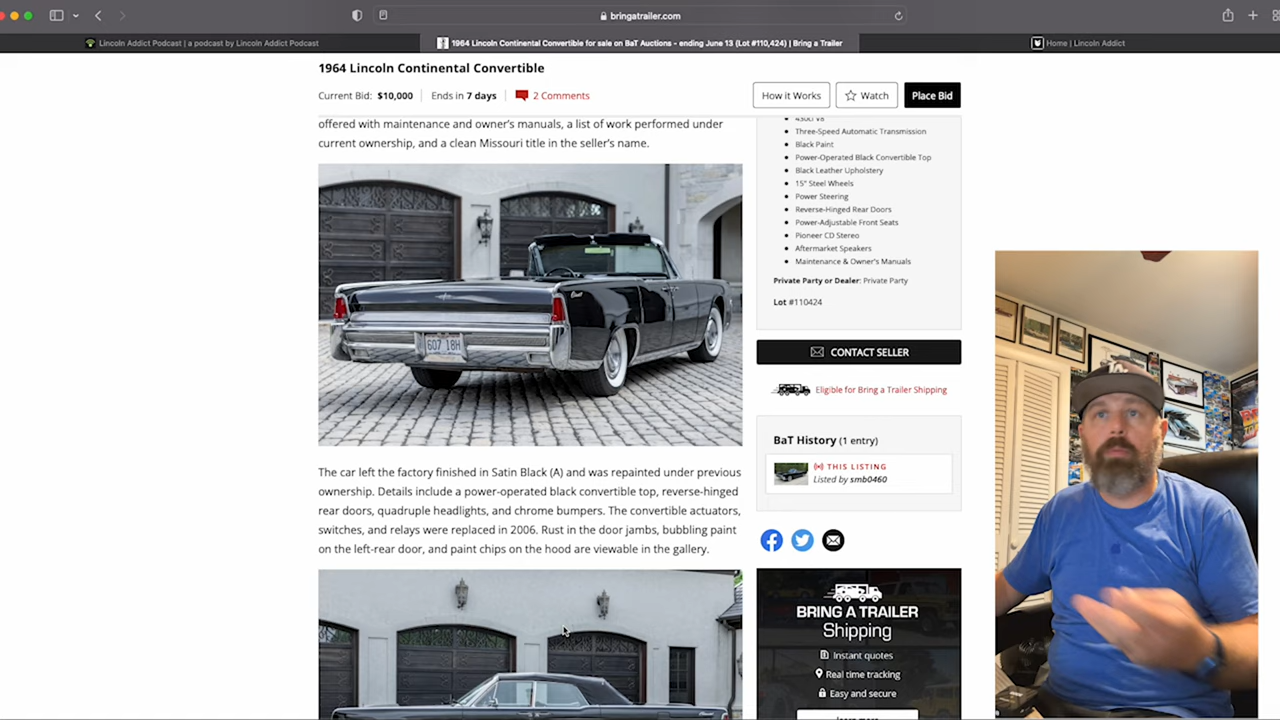 bringatrailer.com
Lincoln Addict Podcast | a podcast by Lincoln Addict Podcast
1964 Lincoln Continental Convertible for sale on BaT Auctions - ending June 13 (Lot #110,424) | Bring a Trailer
Home | Lincoln Addict
1964 Lincoln Continental Convertible
Current Bid: $10,000
Ends in 7 days
2 Comments
How it Works
Watch
Place Bid
offered with maintenance and owner's manuals, a list of work performed under
current ownership, and a clean Missouri title in the seller's name.
607 18H
The car left the factory finished in Satin Black (A) and was repainted under previous
ownership. Details include a power-operated black convertible top, reverse-hinged
rear doors, quadruple headlights, and chrome bumpers. The convertible actuators,
switches, and relays were replaced in 2006. Rust in the door jambs, bubbling paint
on the left-rear door, and paint chips on the hood are viewable in the gallery.
430ci V8
Three-Speed Automatic Transmission
Black Paint
Power-Operated Black Convertible Top
Black Leather Upholstery
15" Steel Wheels
Power Steering
Reverse-Hinged Rear Doors
Power-Adjustable Front Seats
Pioneer CD Stereo
Aftermarket Speakers
Maintenance & Owner's Manuals
Private Party or Dealer: Private Party
Lot #110424
CONTACT SELLER
Eligible for Bring a Trailer Shipping
BaT History (1 entry)
THIS LISTING
Listed by smb0460
BRING A TRAILER
Shipping
Instant quotes
Real time tracking
Easy and secure